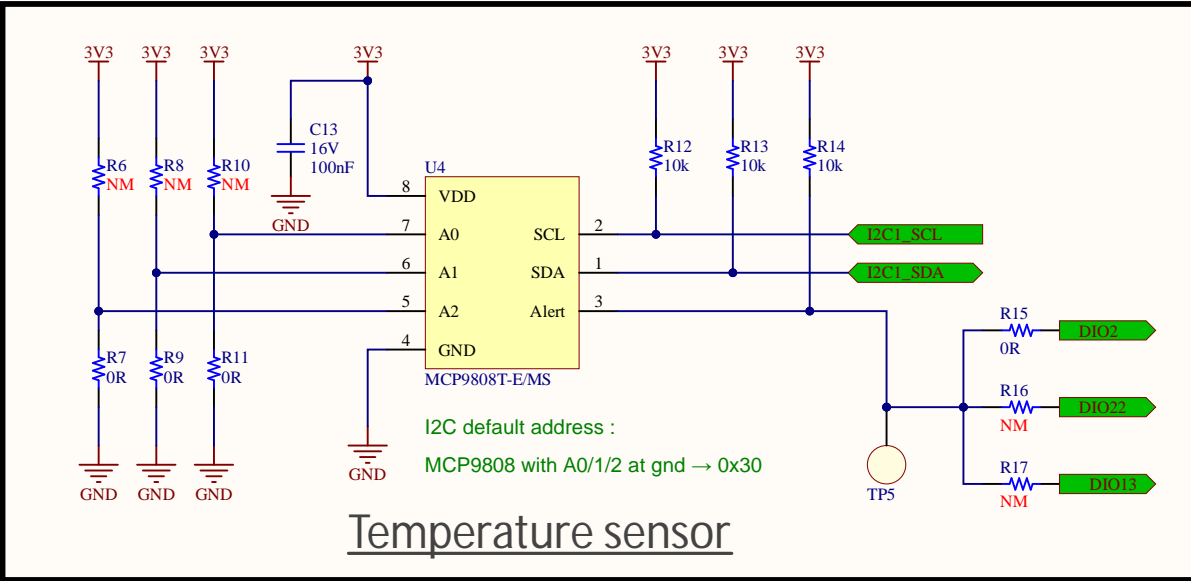 3V3 3V3 3V3 3V3 3V3 3V3 3V3
C13
16V
100nF
R6
NM
R8
NM
R10
NM
R12
10k
R13
10k
R14
10k
GND
U4
8 VDD
7 A0
6 A1
5 A2
4 GND
SCL 2
SDA 1
Alert 3
MCP9808T-E/MS
I2C1_SCL
I2C1_SDA
R7
0R
R9
0R
R11
0R
R15
0R
DIO2
R16
NM
DIO22
R17
NM
DIO13
TP5
I2C default address :
MCP9808 with A0/1/2 at gnd → 0x30
GND GND GND GND
Temperature sensor